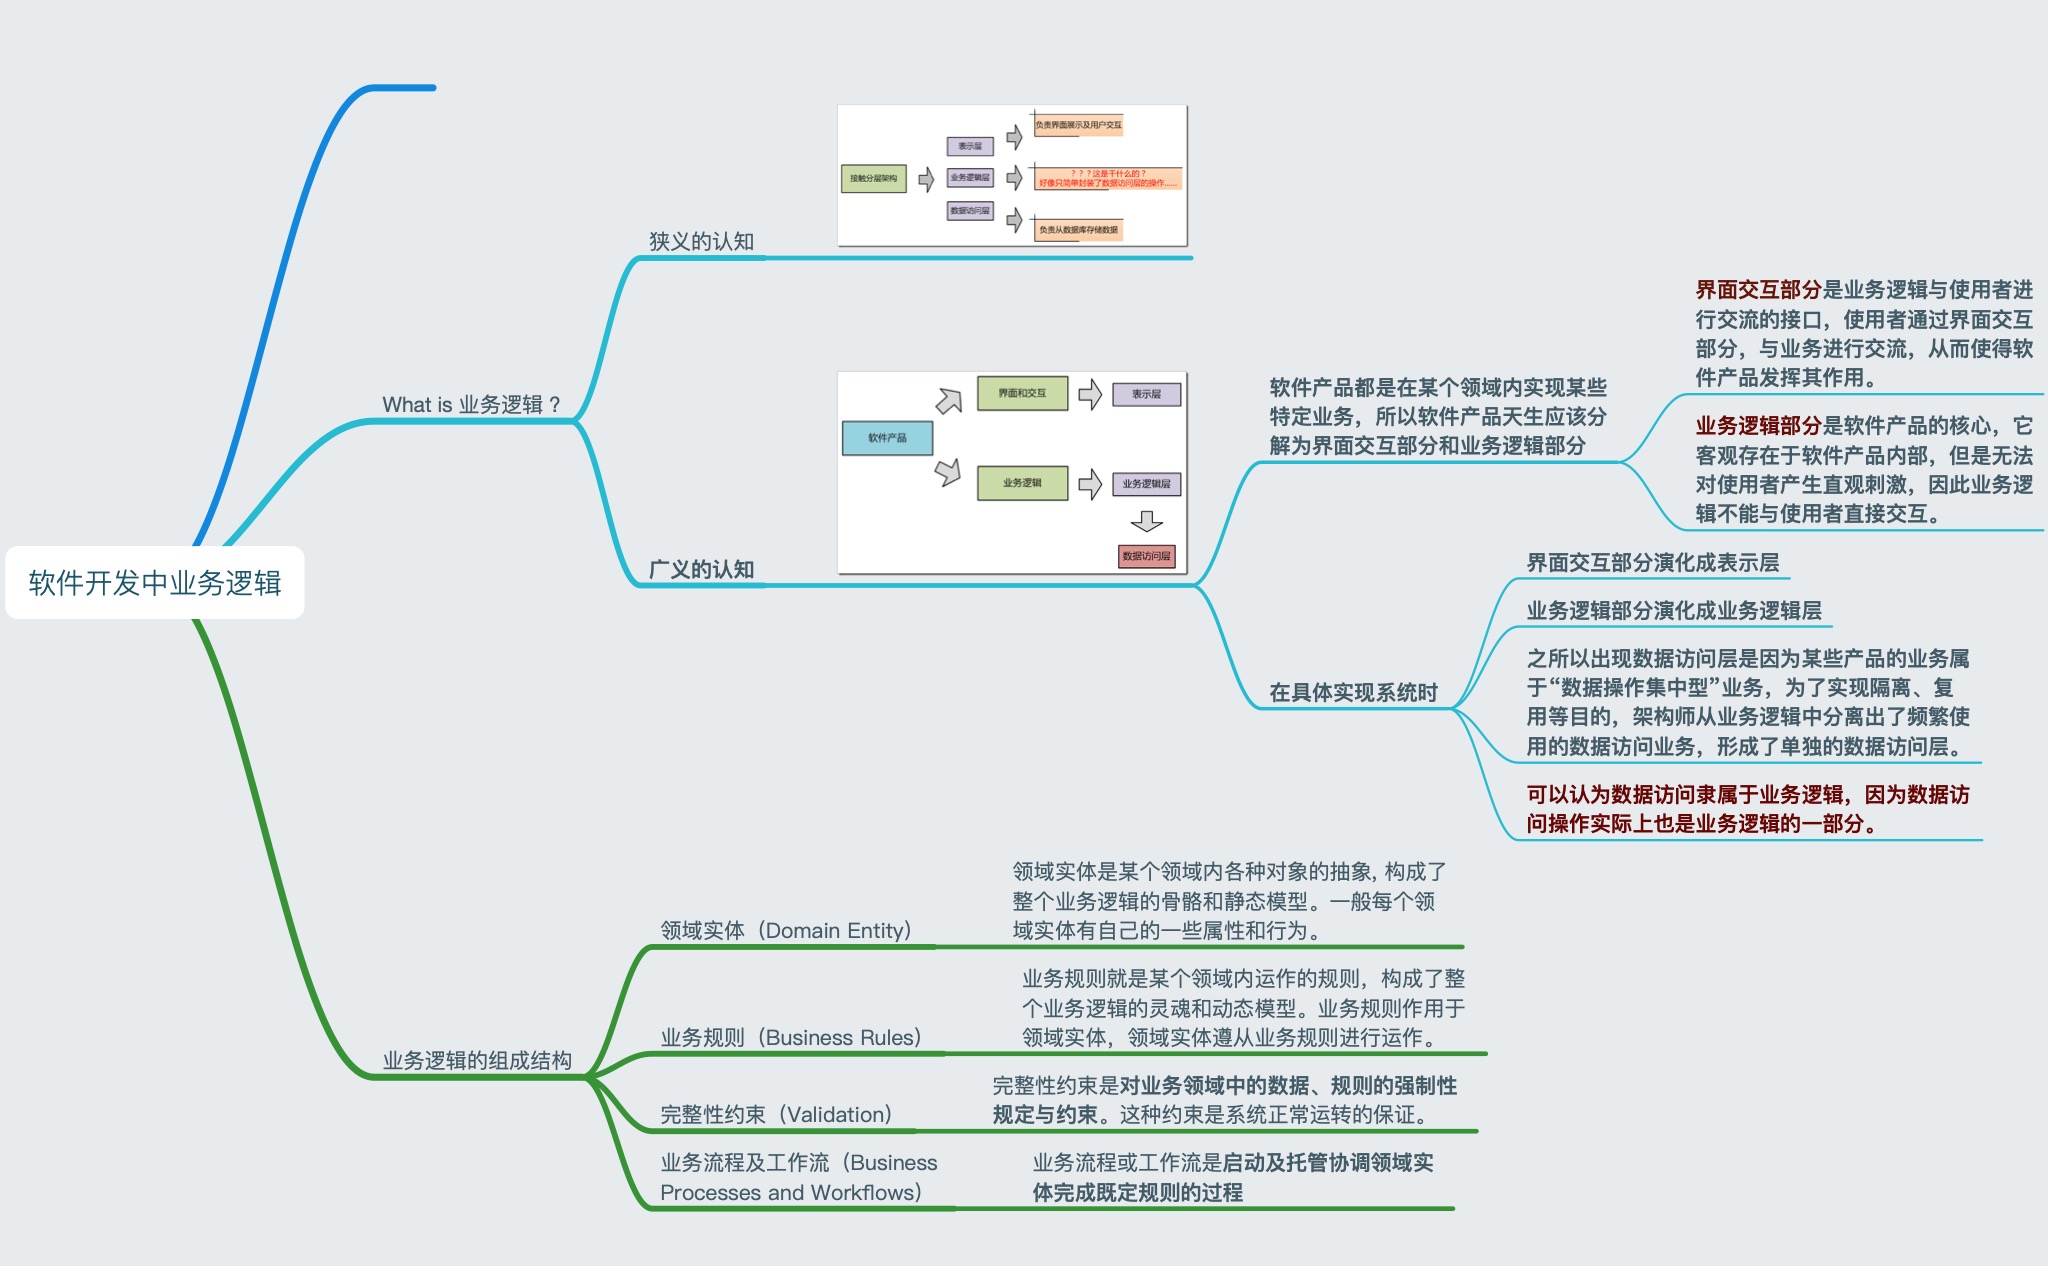 软件开发中业务逻辑
What is 业务逻辑？
狭义的认知
接触分层架构
表示层
业务逻辑层
数据访问层
负责界面展示及用户交互
？？？这是干什么的？
好像只简单封装了数据访问层的操作......
负责从数据库存储数据
广义的认知
软件产品
界面和交互
表示层
业务逻辑
业务逻辑层
数据访问层
软件产品都是在某个领域内实现某些
特定业务，所以软件产品天生应该分
解为界面交互部分和业务逻辑部分
界面交互部分是业务逻辑与使用者进
行交流的接口，使用者通过界面交互
部分，与业务进行交流，从而使得软
件产品发挥其作用。
业务逻辑部分是软件产品的核心，它
客观存在于软件产品内部，但是无法
对使用者产生直观刺激，因此业务逻
辑不能与使用者直接交互。
在具体实现系统时
界面交互部分演化成表示层
业务逻辑部分演化成业务逻辑层
之所以出现数据访问层是因为某些产品的业务属
于“数据操作集中型”业务，为了实现隔离、复
用等目的，架构师从业务逻辑中分离出了频繁使
用的数据访问业务，形成了单独的数据访问层。
可以认为数据访问隶属于业务逻辑，因为数据访
问操作实际上也是业务逻辑的一部分。
业务逻辑的组成结构
领域实体（Domain Entity）
领域实体是某个领域内各种对象的抽象, 构成了
整个业务逻辑的骨骼和静态模型。一般每个领
域实体有自己的一些属性和行为。
业务规则（Business Rules）
业务规则就是某个领域内运作的规则，构成了整
个业务逻辑的灵魂和动态模型。业务规则作用于
领域实体，领域实体遵从业务规则进行运作。
完整性约束（Validation）
完整性约束是对业务领域中的数据、规则的强制性
规定与约束。这种约束是系统正常运转的保证。
业务流程及工作流（Business
Processes and Workflows）
业务流程或工作流是启动及托管协调领域实
体完成既定规则的过程